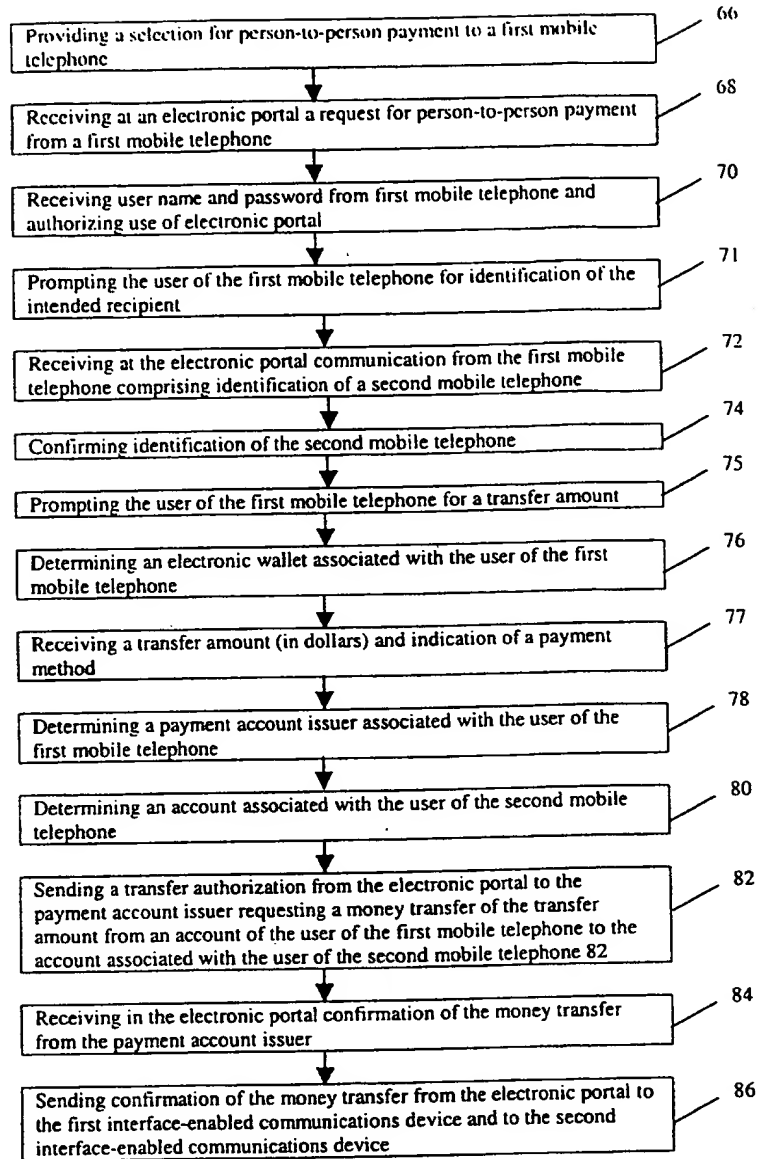 66
Providing a selection for person-to-person payment to a first mobile
telephone
68
Receiving at an electronic portal a request for person-to-person payment
from a first mobile telephone
70
Receiving user name and password from first mobile telephone and
authorizing use of electronic portal
71
Prompting the user of the first mobile telephone for identification of the
intended recipient
72
Receiving at the electronic portal communication from the first mobile
telephone comprising identification of a second mobile telephone
74
Confirming identification of the second mobile telephone
75
Prompting the user of the first mobile telephone for a transfer amount
76
Determining an electronic wallet associated with the user of the first
mobile telephone
77
Receiving a transfer amount (in dollars) and indication of a payment
method
78
Determining a payment account issuer associated with the user of the
first mobile telephone
80
Determining an account associated with the user of the second mobile
telephone
82
Sending a transfer authorization from the electronic portal to the
payment account issuer requesting a money transfer of the transfer
amount from an account of the user of the first mobile telephone to the
account associated with the user of the second mobile telephone 82
84
Receiving in the electronic portal confirmation of the money transfer
from the payment account issuer
86
Sending confirmation of the money transfer from the electronic portal to
the first interface-enabled communications device and to the second
interface-enabled communications device